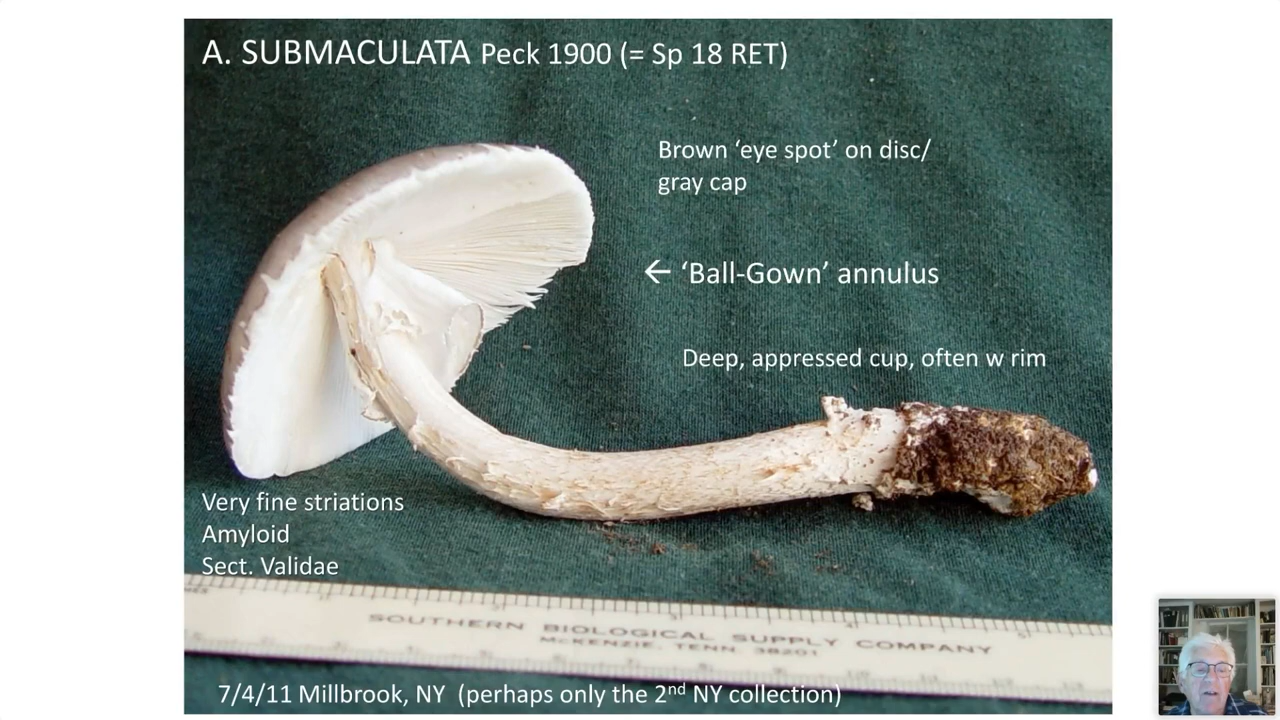 A. SUBMACULATA Peck 1900 (= Sp 18 RET)
Brown ‘eye spot’ on disc/
gray cap
← ‘Ball-Gown’ annulus
Deep, appressed cup, often w rim
Very fine striations
Amyloid
Sect. Validae
SOUTHERN BIOLOGICAL SUPPLY COMPANY
McKENZIE, TENN. 38201
7/4/11 Millbrook, NY (perhaps only the 2nd NY collection)